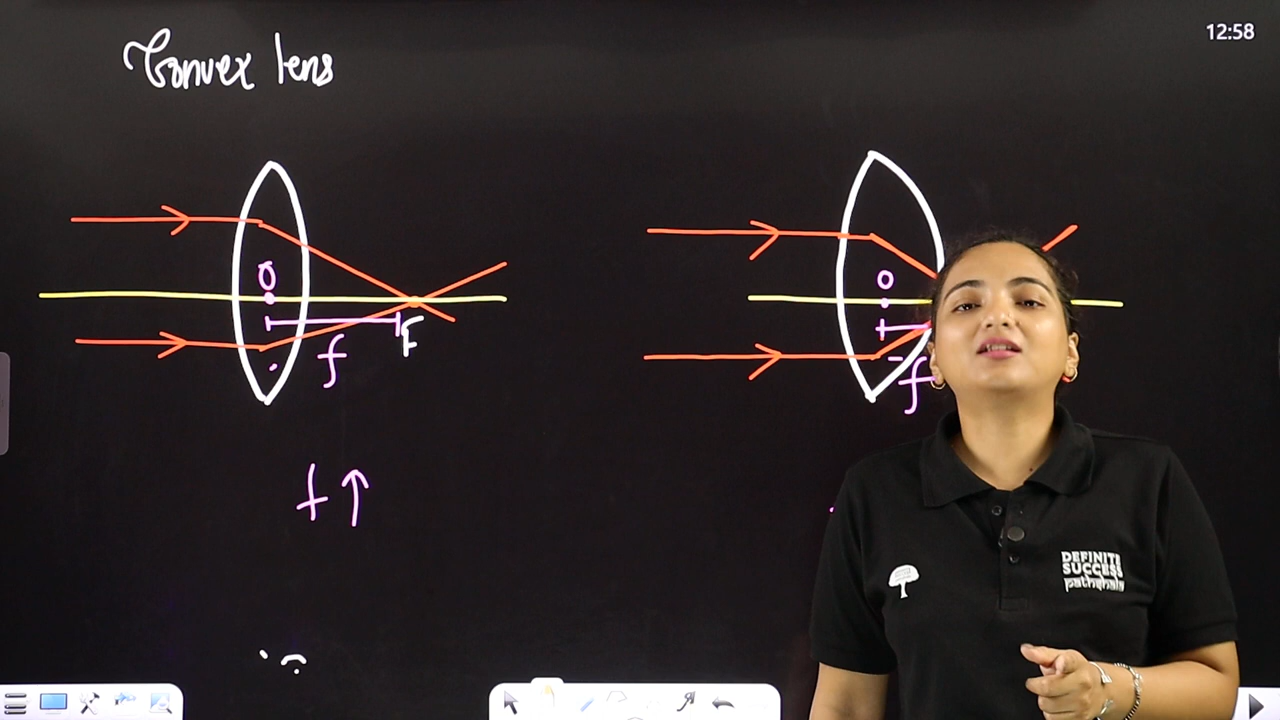 12:58
Convex lens
O
F
f
f ↑
o
f
DEFINITE
SUCCESS
pathshala